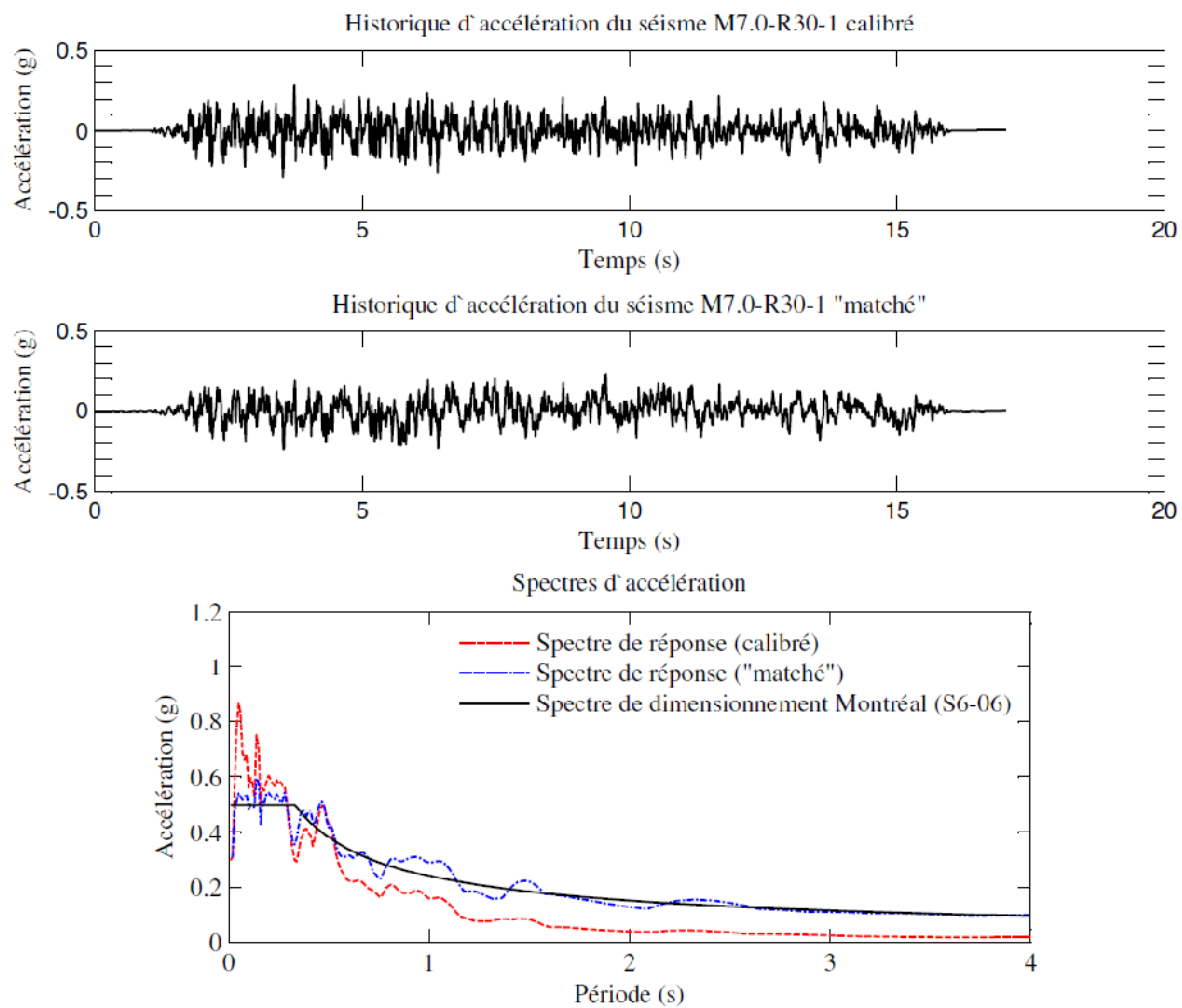 Historique d`accélération du séisme M7.0-R30-1 calibré
0.5
0
-0.5
Accélération (g)
0 5 10 15 20
Temps (s)
Historique d`accélération du séisme M7.0-R30-1 "matché"
0.5
0
-0.5
Accélération (g)
0 5 10 15 20
Temps (s)
Spectres d`accélération
1.2
1
0.8
0.6
0.4
0.2
0
Accélération (g)
Spectre de réponse (calibré)
Spectre de réponse ("matché")
Spectre de dimensionnement Montréal (S6-06)
0 1 2 3 4
Période (s)